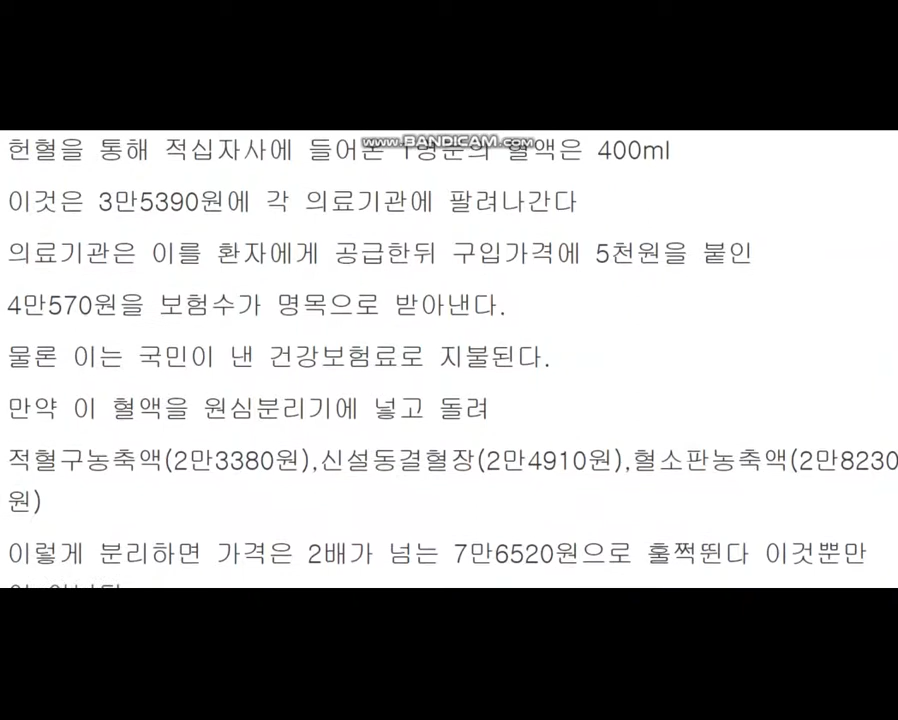 www.BANDICAM.com
헌혈을 통해 적십자사에 들어온 1명분의 혈액은 400ml
이것은 3만5390원에 각 의료기관에 팔려나간다
의료기관은 이를 환자에게 공급한뒤 구입가격에 5천원을 붙인
4만570원을 보험수가 명목으로 받아낸다.
물론 이는 국민이 낸 건강보험료로 지불된다.
만약 이 혈액을 원심분리기에 넣고 돌려
적혈구농축액(2만3380원),신설동결혈장(2만4910원),혈소판농축액(2만8230
원)
이렇게 분리하면 가격은 2배가 넘는 7만6520원으로 훌쩍뛴다 이것뿐만